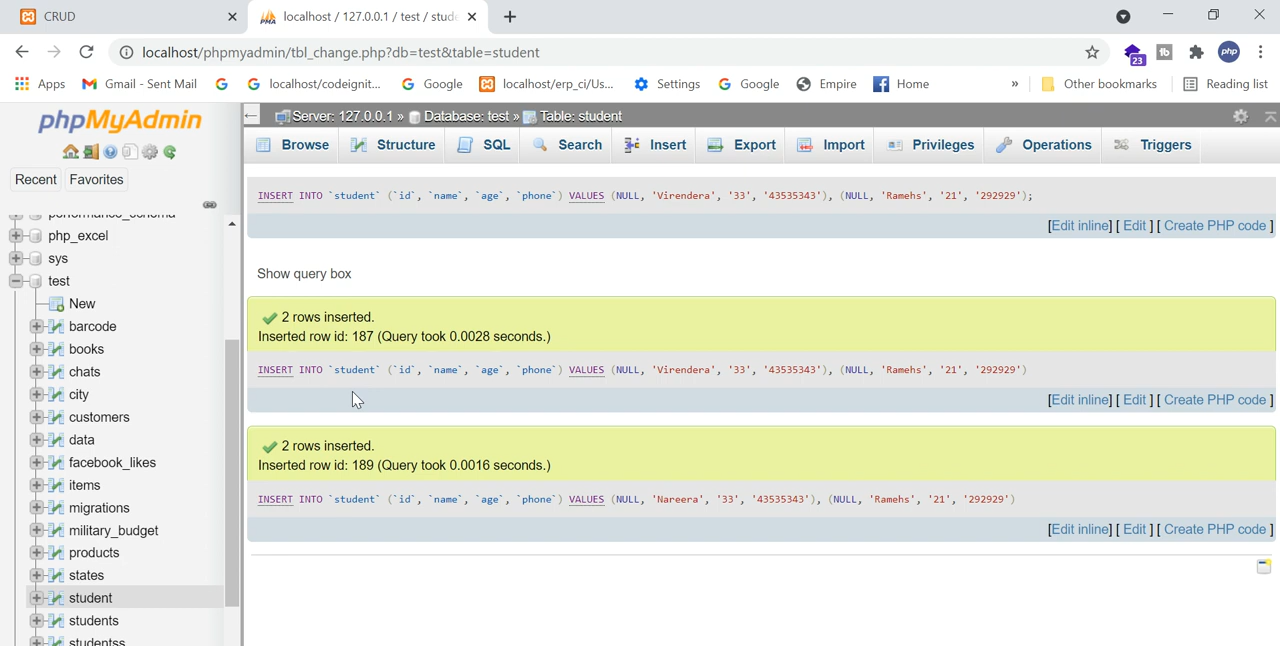 CRUD
localhost / 127.0.0.1 / test / stude
localhost/phpmyadmin/tbl_change.php?db=test&table=student
23
tb
php
Apps
Gmail - Sent Mail
localhost/codeignit...
Google
localhost/erp_ci/Us...
Settings
Google
Empire
Home
»
Other bookmarks
Reading list
phpMyAdmin
Server: 127.0.0.1 » Database: test » Table: student
Browse
Structure
SQL
Search
Insert
Export
Import
Privileges
Operations
Triggers
Recent
Favorites
performance_schema
php_excel
sys
test
New
barcode
books
chats
city
customers
data
facebook_likes
items
migrations
military_budget
products
states
student
students
studentss
INSERT INTO `student` (`id`, `name`, `age`, `phone`) VALUES (NULL, 'Virendera', '33', '43535343'), (NULL, 'Ramehs', '21', '292929');
[Edit inline] [ Edit ] [ Create PHP code ]
Show query box
2 rows inserted.
Inserted row id: 187 (Query took 0.0028 seconds.)
INSERT INTO `student` (`id`, `name`, `age`, `phone`) VALUES (NULL, 'Virendera', '33', '43535343'), (NULL, 'Ramehs', '21', '292929')
[Edit inline] [ Edit ] [ Create PHP code ]
2 rows inserted.
Inserted row id: 189 (Query took 0.0016 seconds.)
INSERT INTO `student` (`id`, `name`, `age`, `phone`) VALUES (NULL, 'Nareera', '33', '43535343'), (NULL, 'Ramehs', '21', '292929')
[Edit inline] [ Edit ] [ Create PHP code ]